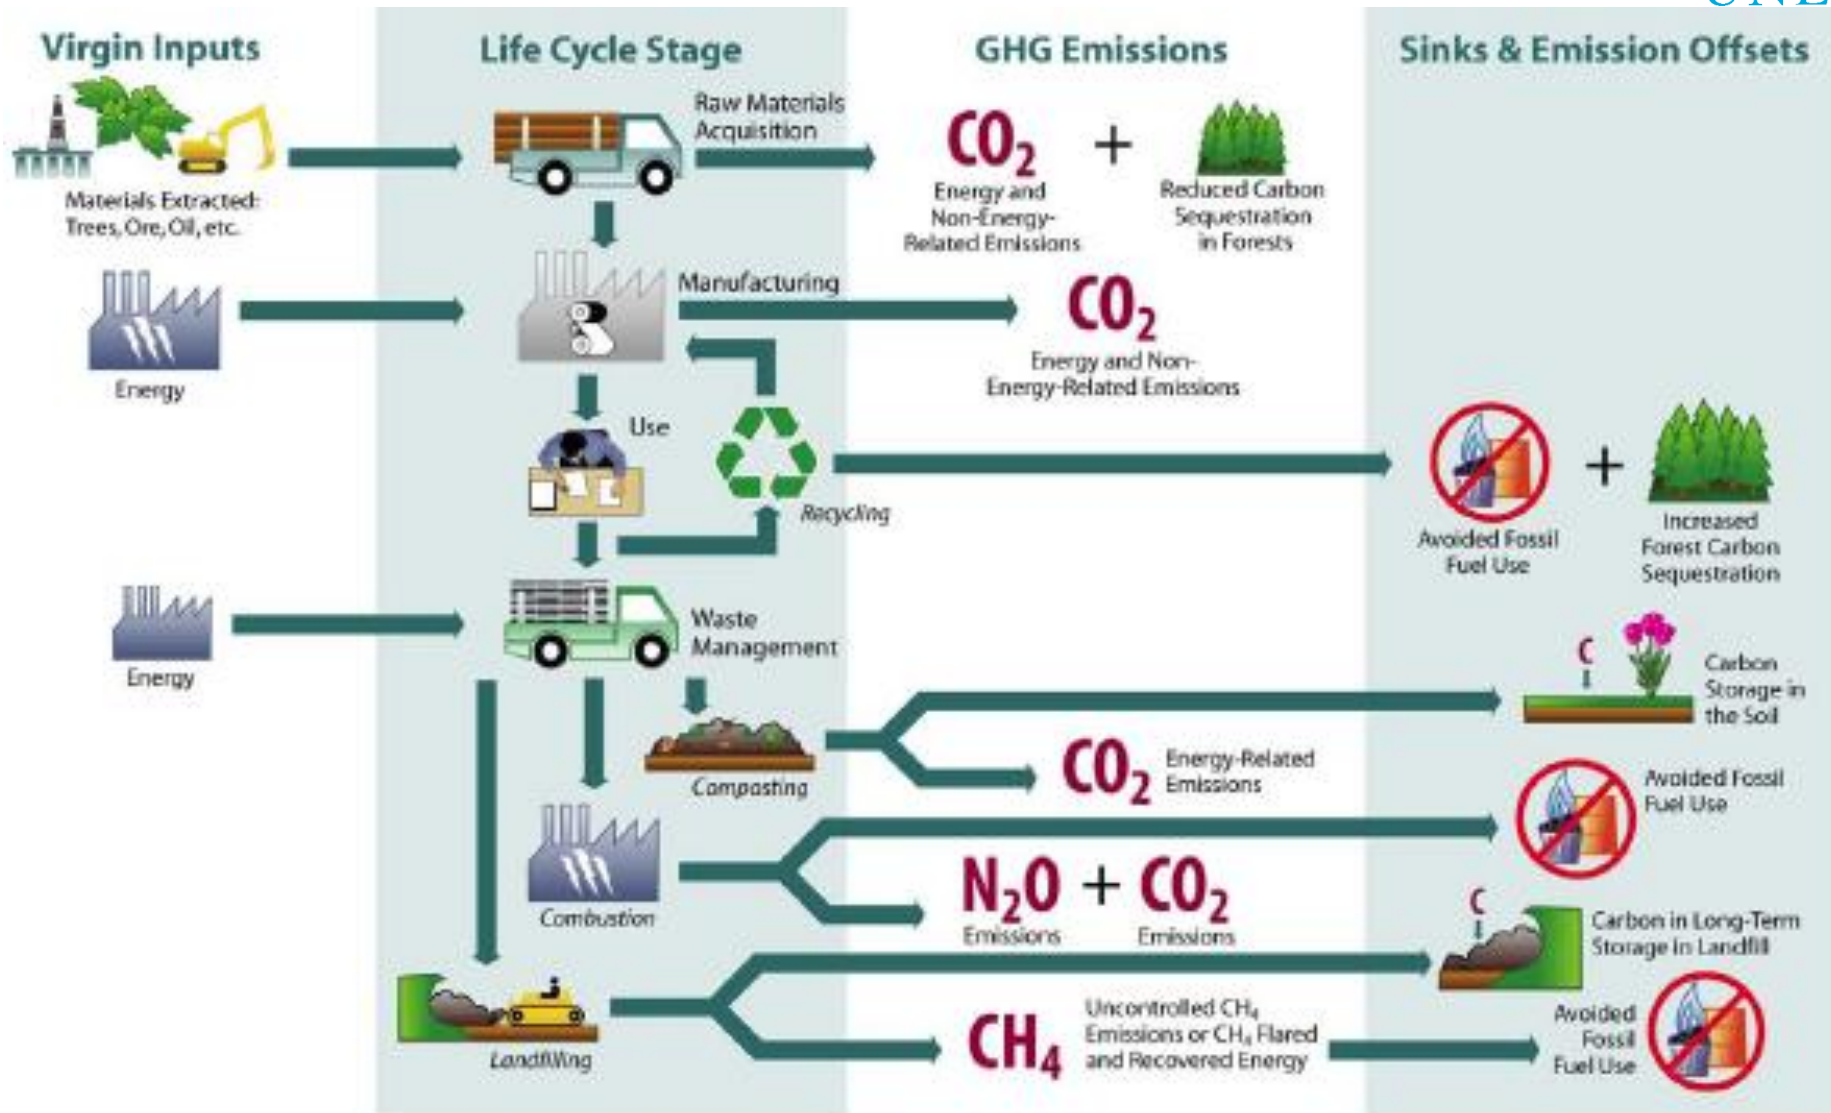 Virgin Inputs
Life Cycle Stage
GHG Emissions
Sinks & Emission Offsets
Materials Extracted:
Trees, Ore, Oil, etc.
Raw Materials
Acquisition
CO₂
Energy and
Non-Energy-
Related Emissions
+
Reduced Carbon
Sequestration
in Forests
Energy
Manufacturing
CO₂
Energy and Non-
Energy-Related Emissions
Use
Recycling
Avoided Fossil
Fuel Use
+
Increased
Forest Carbon
Sequestration
Energy
Waste
Management
Composting
C
Carbon
Storage in
the Soil
CO₂
Energy-Related
Emissions
Combustion
Avoided Fossil
Fuel Use
N₂O + CO₂
Emissions
Emissions
Landfilling
C
Carbon in Long-Term
Storage in Landfill
CH₄
Uncontrolled CH₄
Emissions or CH₄ Flared
and Recovered Energy
Avoided
Fossil
Fuel Use